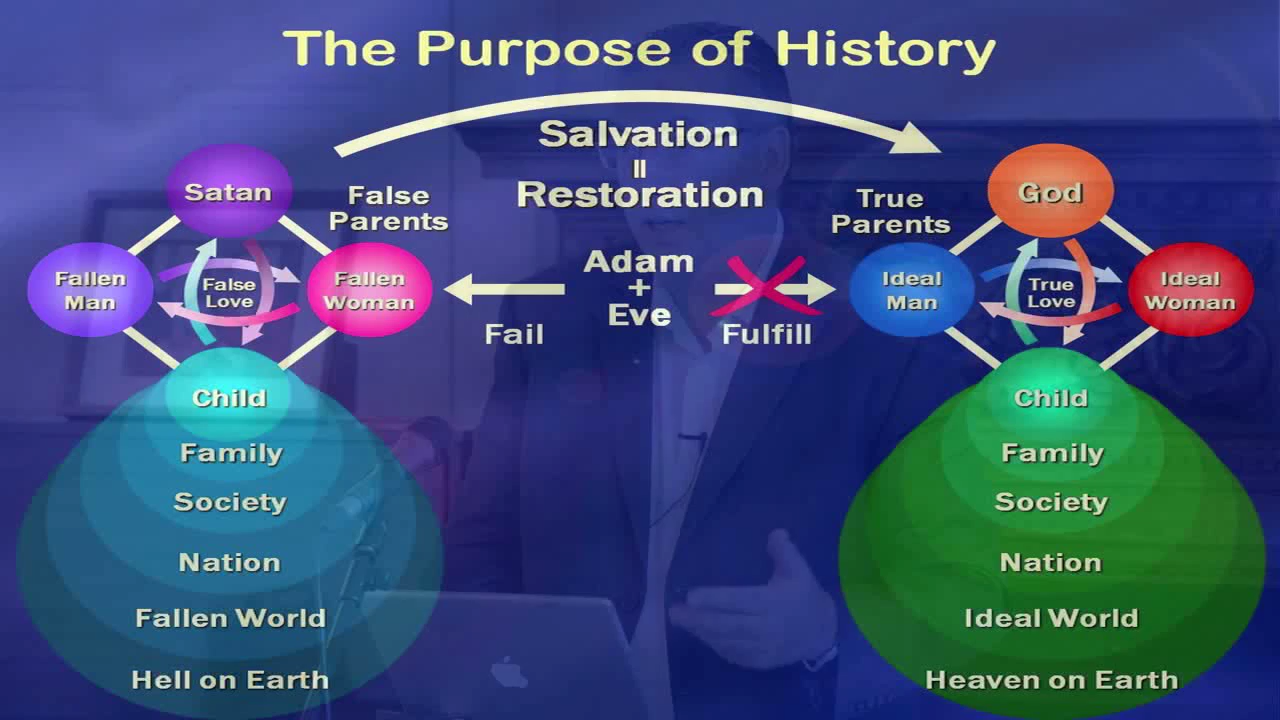 The Purpose of History
Salvation
=
Restoration
Satan
False
Parents
Fallen
Man
False
Love
Fallen
Woman
Adam
+
Eve
Fail
Fulfill
True
Parents
God
Ideal
Man
True
Love
Ideal
Woman
Child
Family
Society
Nation
Fallen World
Hell on Earth
Child
Family
Society
Nation
Ideal World
Heaven on Earth